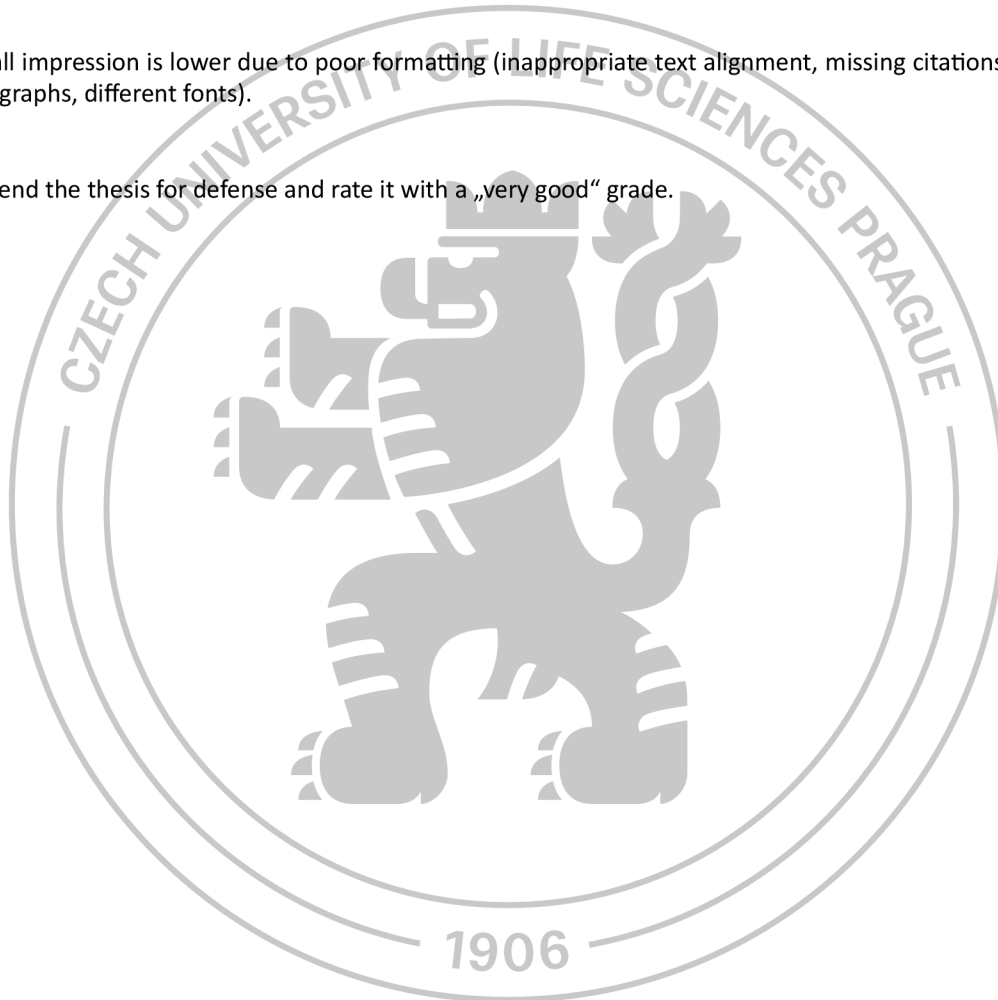 all impression is lower due to poor formatting (inappropriate text alignment, missing citations
graphs, different fonts).
end the thesis for defense and rate it with a „very good“ grade.
CZECH UNIVERSITY OF LIFE SCIENCES PRAGUE
1906